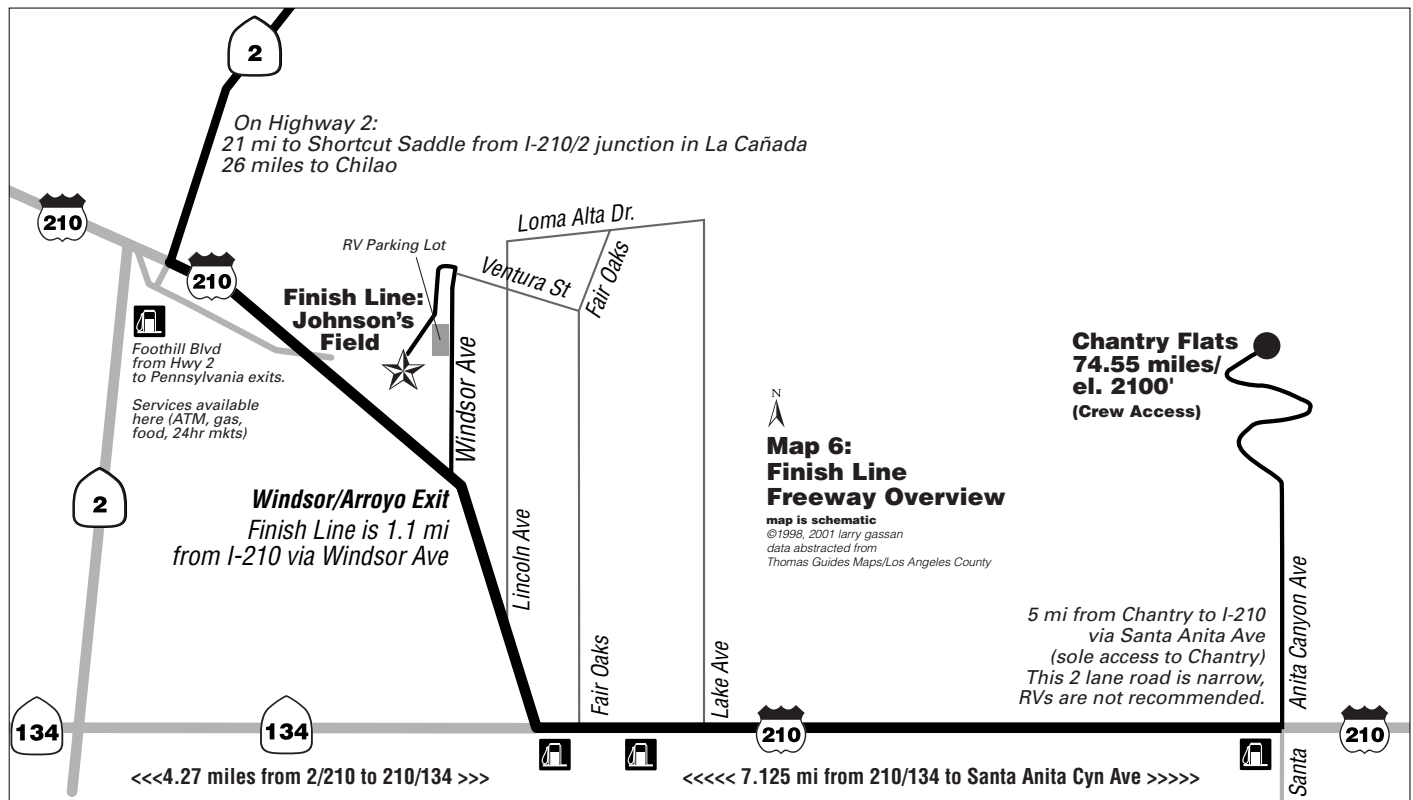 2
On Highway 2:
21 mi to Shortcut Saddle from I-210/2 junction in La Cañada
26 miles to Chilao
210
210
RV Parking Lot
Loma Alta Dr.
Ventura St
Fair Oaks
Finish Line:
Johnson's
Field
Windsor Ave
Foothill Blvd
from Hwy 2
to Pennsylvania exits.
Services available
here (ATM, gas,
food, 24hr mkts)
Chantry Flats
74.55 miles/
el. 2100'
(Crew Access)
N
Map 6:
Finish Line
Freeway Overview
map is schematic
©1998, 2001 larry gassan
data abstracted from
Thomas Guides Maps/Los Angeles County
2
Windsor/Arroyo Exit
Finish Line is 1.1 mi
from I-210 via Windsor Ave
Lincoln Ave
Fair Oaks
Lake Ave
5 mi from Chantry to I-210
via Santa Anita Ave
(sole access to Chantry)
This 2 lane road is narrow,
RVs are not recommended.
Santa Anita Canyon Ave
134
134
210
210
<<<4.27 miles from 2/210 to 210/134 >>>
<<<<< 7.125 mi from 210/134 to Santa Anita Cyn Ave >>>>>